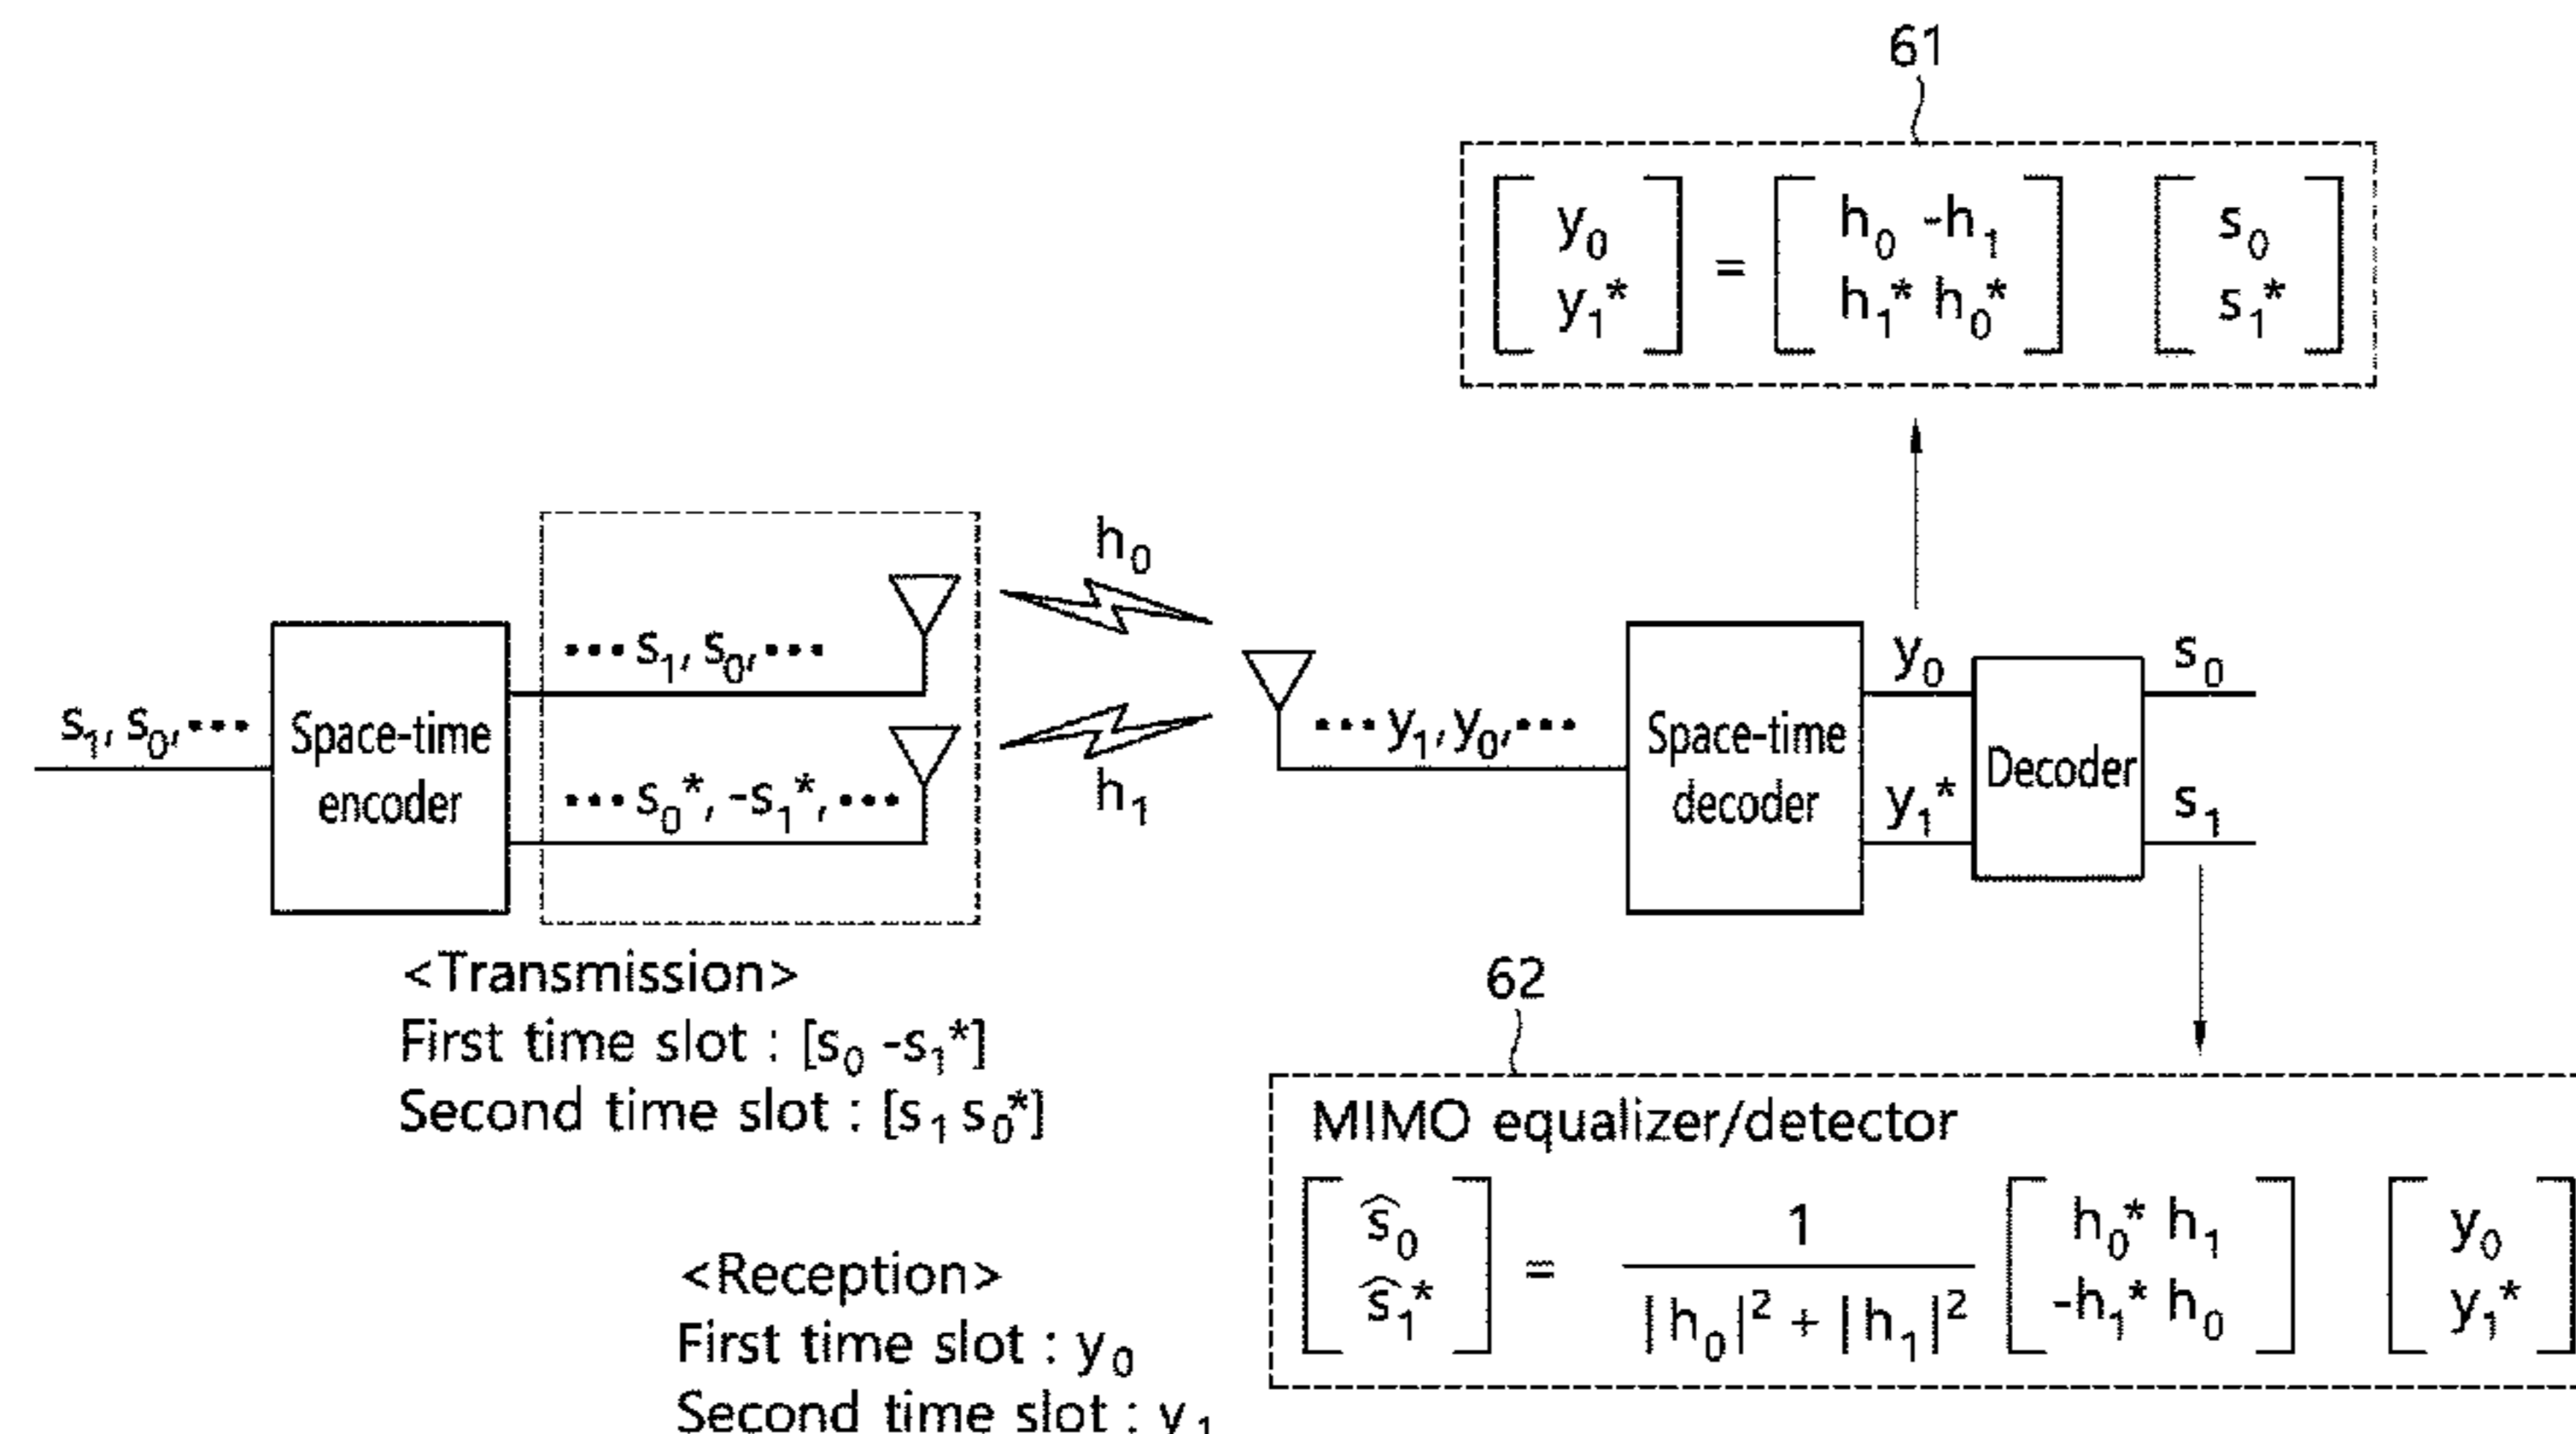 61
[ y₀ ] = [ h₀ -h₁ ] [ s₀ ]
[ y₁* ] [ h₁* h₀* ] [ s₁* ]
h₀
••• s₁, s₀, •••
s₁, s₀, •••
Space-time
encoder
••• s₀*, -s₁*, •••
h₁
••• y₁, y₀, •••
Space-time
decoder
y₀
y₁*
Decoder
s₀
s₁
<Transmission>
First time slot : [s₀ -s₁*]
Second time slot : [s₁ s₀*]
<Reception>
First time slot : y₀
Second time slot : y₁
62
MIMO equalizer/detector
[ ŝ₀ ] = 1 / (|h₀|² + |h₁|²) [ h₀* h₁ ] [ y₀ ]
[ ŝ₁* ] [ -h₁* h₀ ] [ y₁* ]